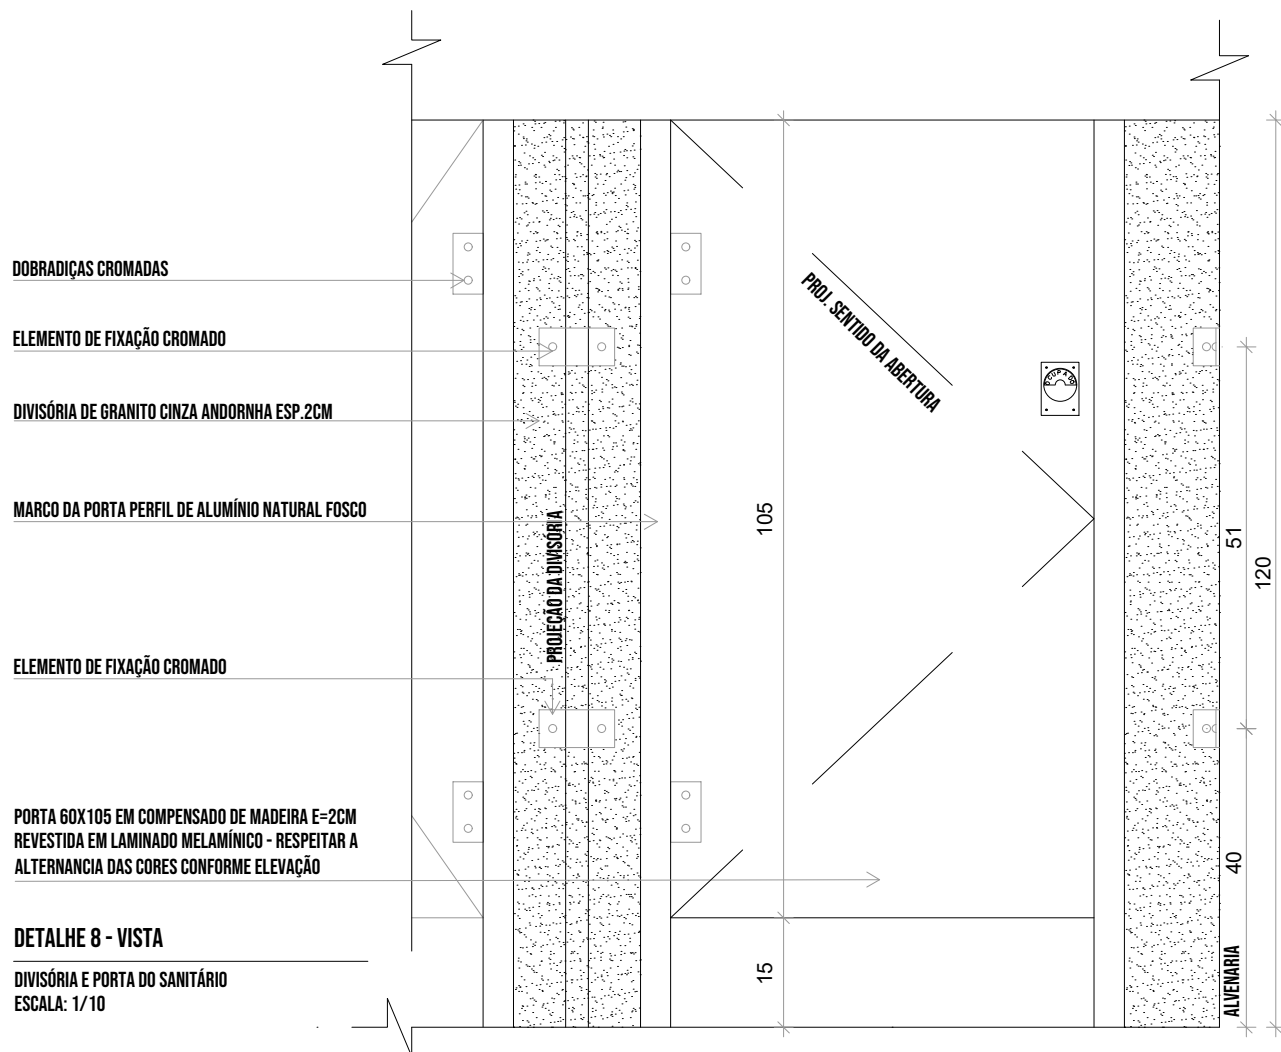 DOBRADIÇAS CROMADAS
ELEMENTO DE FIXAÇÃO CROMADO
DIVISÓRIA DE GRANITO CINZA ANDORNHA ESP.2CM
MARCO DA PORTA PERFIL DE ALUMÍNIO NATURAL FOSCO
ELEMENTO DE FIXAÇÃO CROMADO
PORTA 60X105 EM COMPENSADO DE MADEIRA E=2CM
REVESTIDA EM LAMINADO MELAMÍNICO - RESPEITAR A
ALTERNANCIA DAS CORES CONFORME ELEVAÇÃO
DETALHE 8 - VISTA
DIVISÓRIA E PORTA DO SANITÁRIO
ESCALA: 1/10
PROJEÇÃO DA DIVISÓRIA
PROJ. SENTIDO DA ABERTURA
OCUPADO
105
15
51
40
120
ALVENARIA